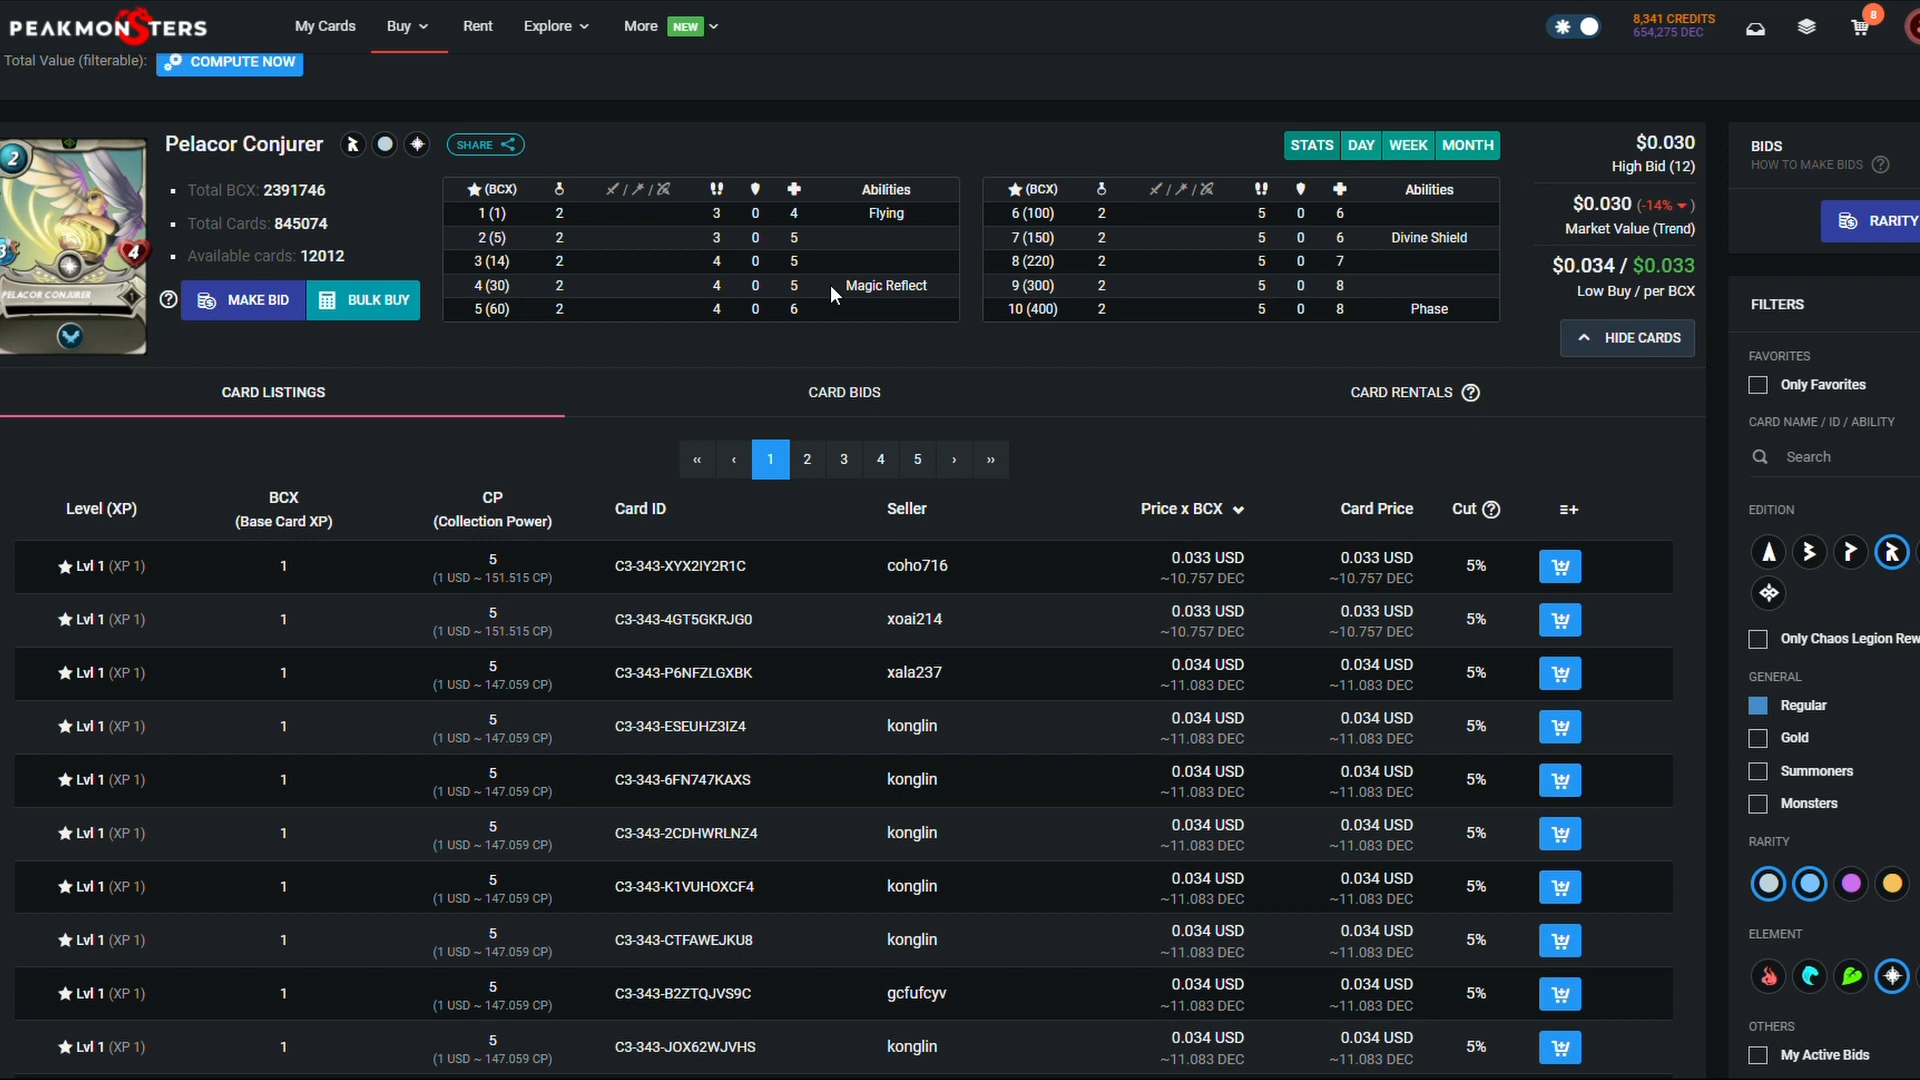 PEAKMONSTERS My Cards Buy Rent Explore More NEW 8,341 CREDITS 8
654,275 DEC
Total Value (filterable): COMPUTE NOW
Pelacor Conjurer SHARE STATS DAY WEEK MONTH $0.030
High Bid (12)
Total BCX: 2391746
Total Cards: 845074
Available cards: 12012
MAKE BID BULK BUY
2
4
PELACOR CONJURER 1
(BCX) Abilities
1 (1) 2 3 0 4 Flying
2 (5) 2 3 0 5
3 (14) 2 4 0 5
4 (30) 2 4 0 5 Magic Reflect
5 (60) 2 4 0 6
(BCX) Abilities
6 (100) 2 5 0 6
7 (150) 2 5 0 6 Divine Shield
8 (220) 2 5 0 7
9 (300) 2 5 0 8
10 (400) 2 5 0 8 Phase
$0.030 (-14% )
Market Value (Trend)
$0.034 / $0.033
Low Buy / per BCX
HIDE CARDS
CARD LISTINGS CARD BIDS CARD RENTALS ?
« ‹ 1 2 3 4 5 › »
Level (XP) BCX (Base Card XP) CP (Collection Power) Card ID Seller Price x BCX Card Price Cut ?
Lvl 1 (XP 1) 1 5 C3-343-XYX2IY2R1C coho716 0.033 USD 0.033 USD 5%
(1 USD ~ 151.515 CP) ~10.757 DEC ~10.757 DEC
Lvl 1 (XP 1) 1 5 C3-343-4GT5GKRJG0 xoai214 0.033 USD 0.033 USD 5%
(1 USD ~ 151.515 CP) ~10.757 DEC ~10.757 DEC
Lvl 1 (XP 1) 1 5 C3-343-P6NFZLGXBK xala237 0.034 USD 0.034 USD 5%
(1 USD ~ 147.059 CP) ~11.083 DEC ~11.083 DEC
Lvl 1 (XP 1) 1 5 C3-343-ESEUHZ3IZ4 konglin 0.034 USD 0.034 USD 5%
(1 USD ~ 147.059 CP) ~11.083 DEC ~11.083 DEC
Lvl 1 (XP 1) 1 5 C3-343-6FN747KAXS konglin 0.034 USD 0.034 USD 5%
(1 USD ~ 147.059 CP) ~11.083 DEC ~11.083 DEC
Lvl 1 (XP 1) 1 5 C3-343-2CDHWRLNZ4 konglin 0.034 USD 0.034 USD 5%
(1 USD ~ 147.059 CP) ~11.083 DEC ~11.083 DEC
Lvl 1 (XP 1) 1 5 C3-343-K1VUHOXCF4 konglin 0.034 USD 0.034 USD 5%
(1 USD ~ 147.059 CP) ~11.083 DEC ~11.083 DEC
Lvl 1 (XP 1) 1 5 C3-343-CTFAWEJKU8 konglin 0.034 USD 0.034 USD 5%
(1 USD ~ 147.059 CP) ~11.083 DEC ~11.083 DEC
Lvl 1 (XP 1) 1 5 C3-343-B2ZTQJVS9C gcfufcyv 0.034 USD 0.034 USD 5%
(1 USD ~ 147.059 CP) ~11.083 DEC ~11.083 DEC
Lvl 1 (XP 1) 1 5 C3-343-JOX62WJVHS konglin 0.034 USD 0.034 USD 5%
(1 USD ~ 147.059 CP) ~11.083 DEC ~11.083 DEC
BIDS
HOW TO MAKE BIDS ?
RARITY
FILTERS
FAVORITES
Only Favorites
CARD NAME / ID / ABILITY
Search
EDITION
Only Chaos Legion Rew
GENERAL
Regular
Gold
Summoners
Monsters
RARITY
ELEMENT
OTHERS
My Active Bids